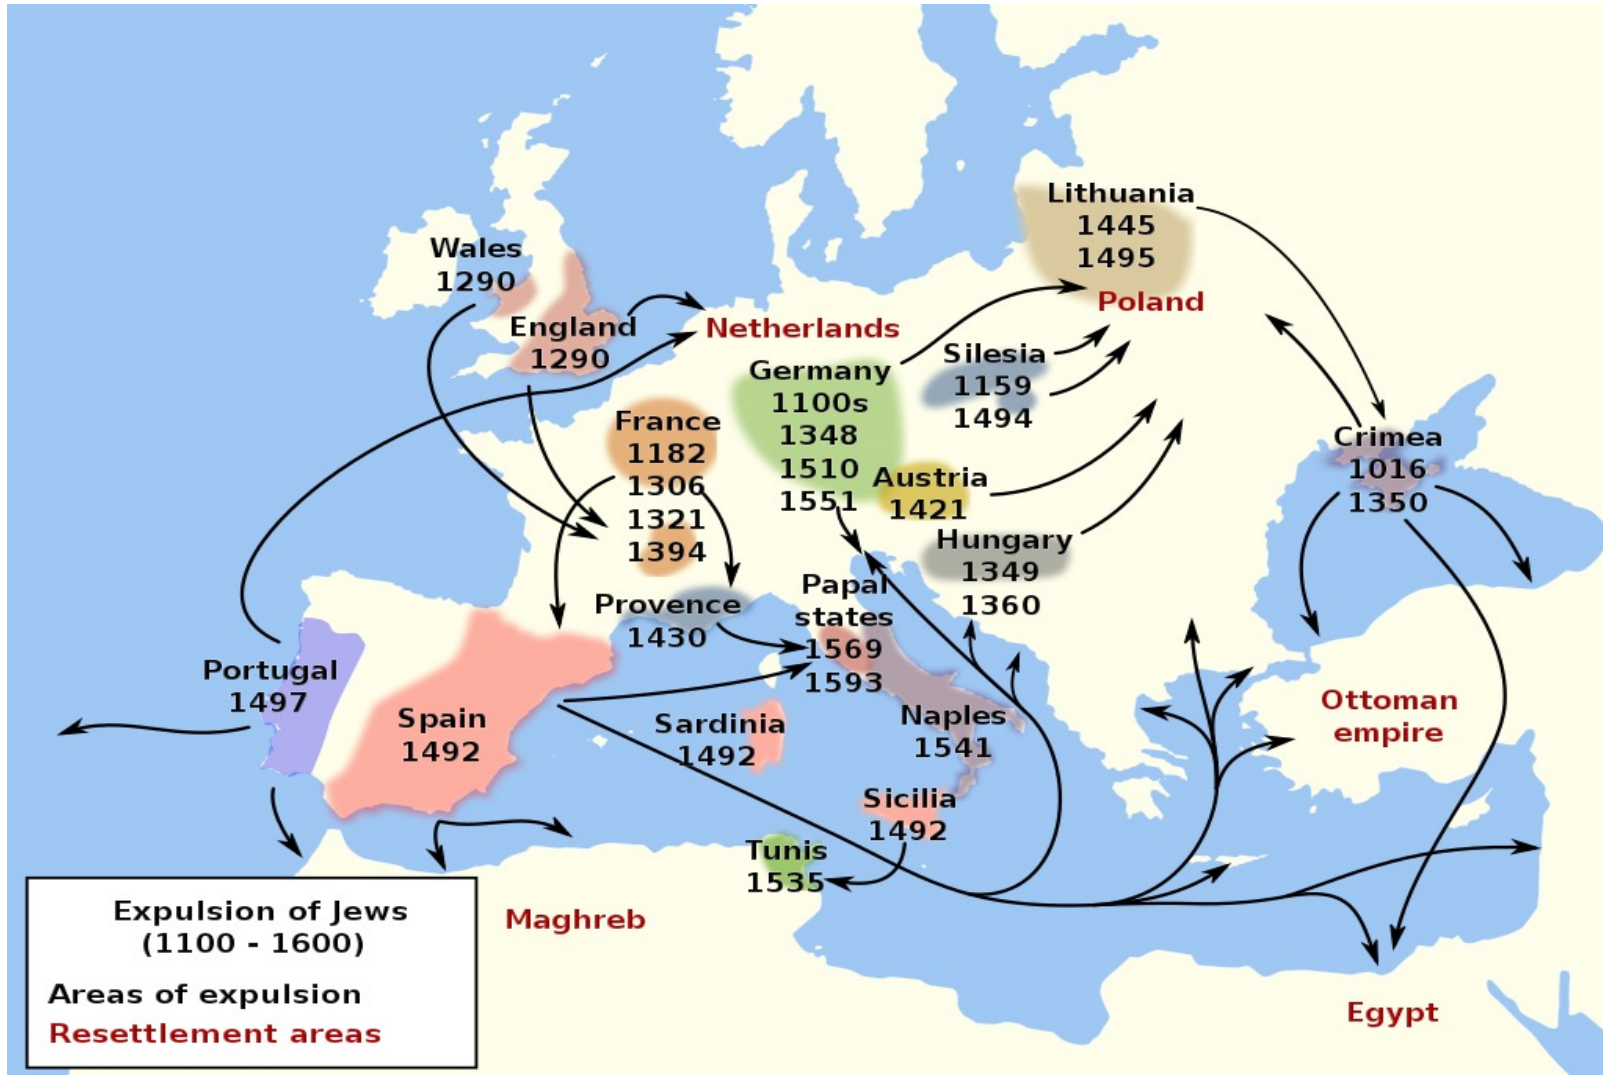 Lithuania
1445
1495
Wales
1290
Poland
England
1290
Netherlands
Silesia
1159
1494
Germany
1100s
1348
1510
1551
France
1182
1306
1321
1394
Crimea
1016
1350
Austria
1421
Hungary
1349
1360
Papal
states
1569
1593
Provence
1430
Portugal
1497
Spain
1492
Sardinia
1492
Naples
1541
Ottoman
empire
Sicilia
1492
Tunis
1535
Maghreb
Egypt
Expulsion of Jews
(1100 - 1600)
Areas of expulsion
Resettlement areas